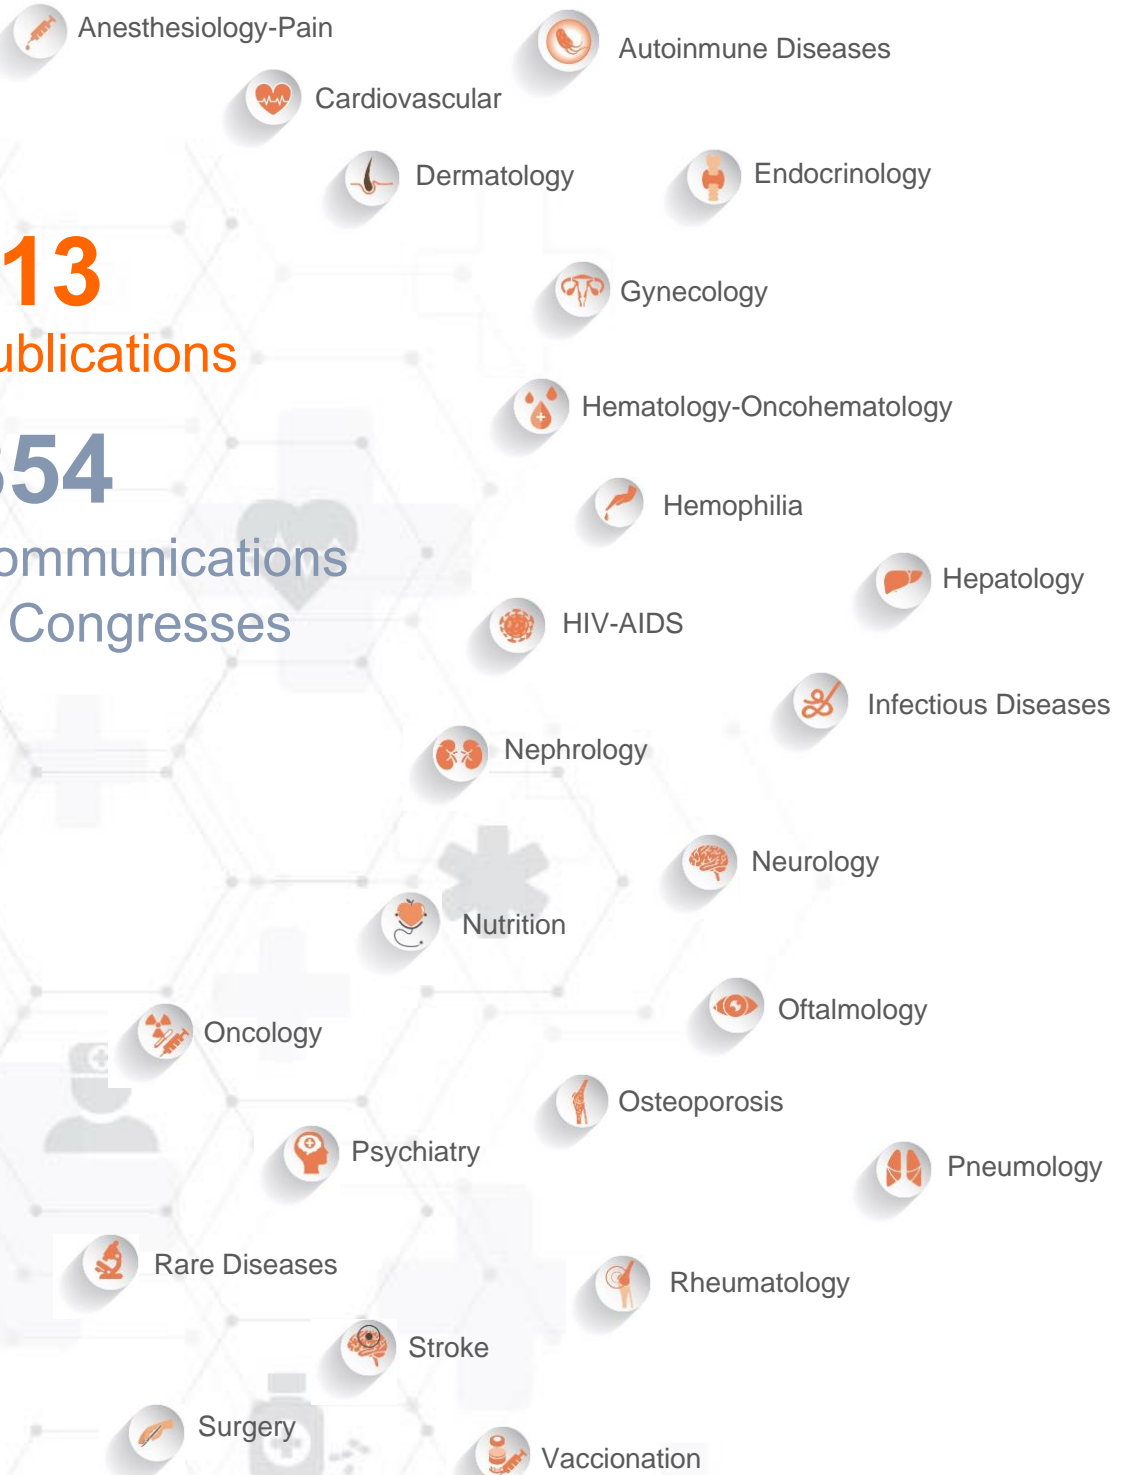 Anesthesiology-Pain
Autoinmune Diseases
Cardiovascular
Dermatology
Endocrinology
13
ublications
Gynecology
Hematology-Oncohematology
54
ommunications
Congresses
Hemophilia
Hepatology
HIV-AIDS
Infectious Diseases
Nephrology
Neurology
Nutrition
Oftalmology
Oncology
Osteoporosis
Psychiatry
Pneumology
Rare Diseases
Rheumatology
Stroke
Surgery
Vaccionation